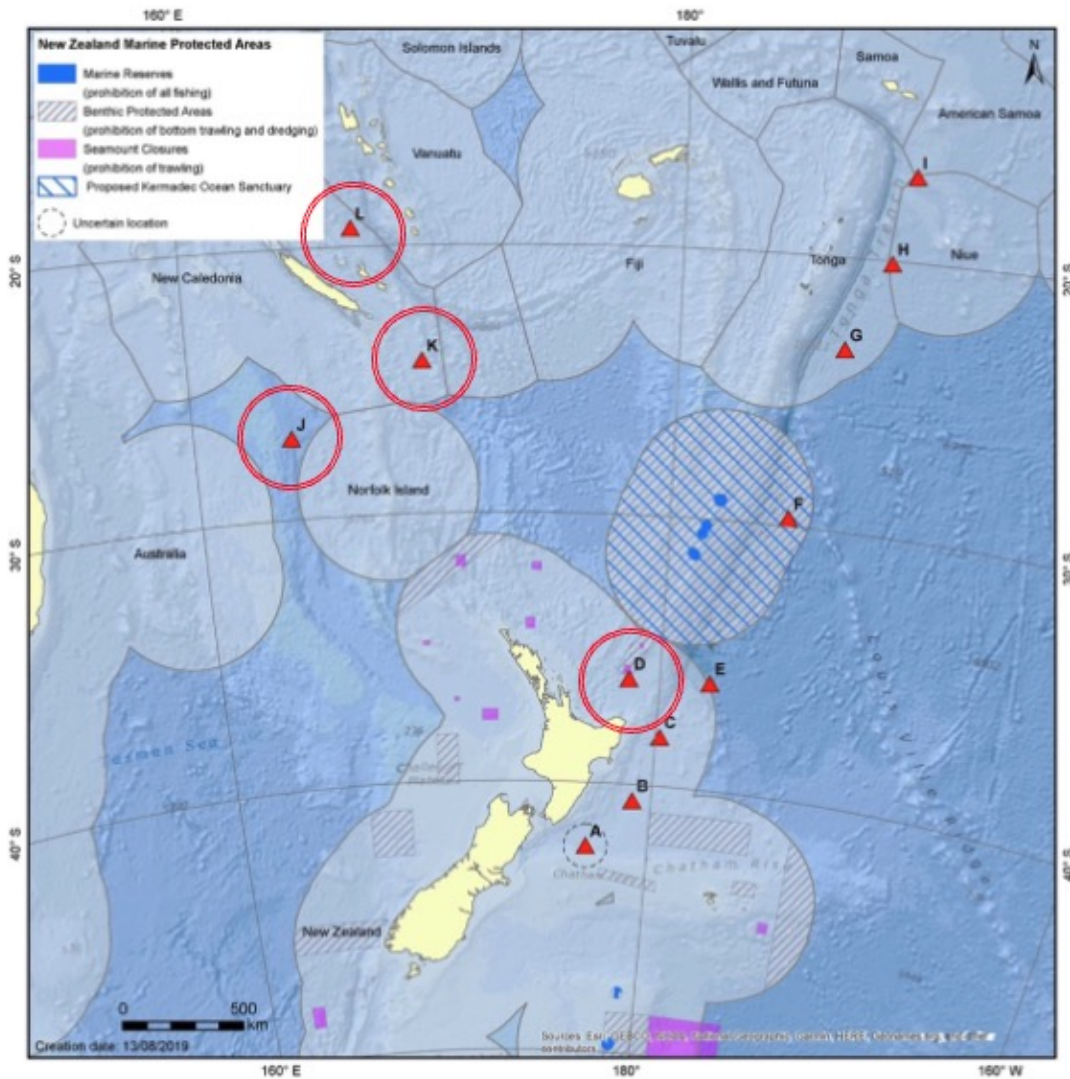 160° E
180°
New Zealand Marine Protected Areas
Marine Reserves
(prohibition of all fishing)
Benthic Protected Areas
(prohibition of bottom trawling and dredging)
Seamount Closures
(prohibition of trawling)
Proposed Kermadec Ocean Sanctuary
Uncertain location
N
Solomon Islands
Tuvalu
Wallis and Futuna
Samoa
American Samoa
Vanuatu
I
L
H
20° S
New Caledonia
Fiji
Tonga
Niue
20° S
K
G
J
Norfolk Island
F
Australia
30° S
30° S
D
E
C
B
A
40° S
Chatham Rise
40° S
New Zealand
0
500
km
Creation date: 13/08/2019
160° E
180°
160° W